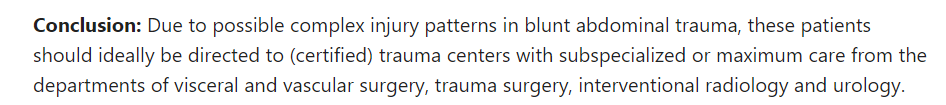 Conclusion: Due to possible complex injury patterns in blunt abdominal trauma, these patients
should ideally be directed to (certified) trauma centers with subspecialized or maximum care from the
departments of visceral and vascular surgery, trauma surgery, interventional radiology and urology.